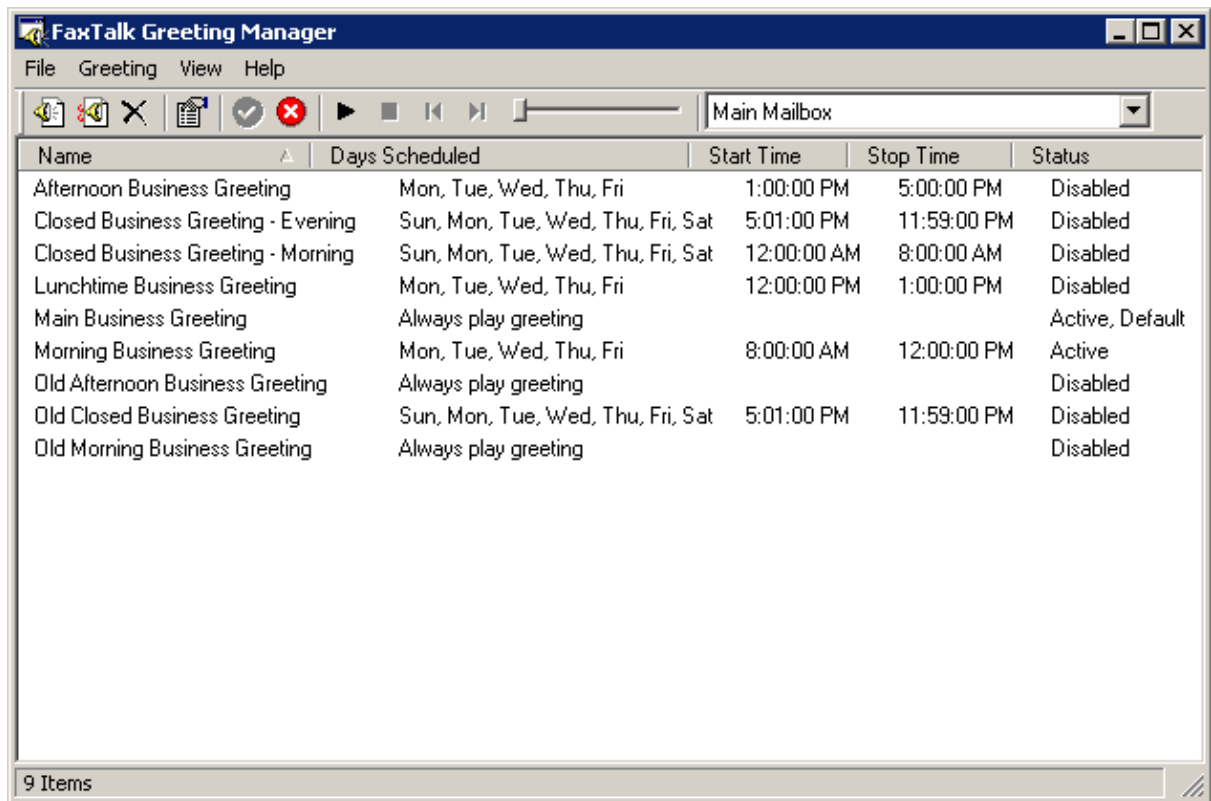 FaxTalk Greeting Manager
File Greeting View Help
Main Mailbox
Name Days Scheduled Start Time Stop Time Status
Afternoon Business Greeting Mon, Tue, Wed, Thu, Fri 1:00:00 PM 5:00:00 PM Disabled
Closed Business Greeting - Evening Sun, Mon, Tue, Wed, Thu, Fri, Sat 5:01:00 PM 11:59:00 PM Disabled
Closed Business Greeting - Morning Sun, Mon, Tue, Wed, Thu, Fri, Sat 12:00:00 AM 8:00:00 AM Disabled
Lunchtime Business Greeting Mon, Tue, Wed, Thu, Fri 12:00:00 PM 1:00:00 PM Disabled
Main Business Greeting Always play greeting Active, Default
Morning Business Greeting Mon, Tue, Wed, Thu, Fri 8:00:00 AM 12:00:00 PM Active
Old Afternoon Business Greeting Always play greeting Disabled
Old Closed Business Greeting Sun, Mon, Tue, Wed, Thu, Fri, Sat 5:01:00 PM 11:59:00 PM Disabled
Old Morning Business Greeting Always play greeting Disabled
9 Items